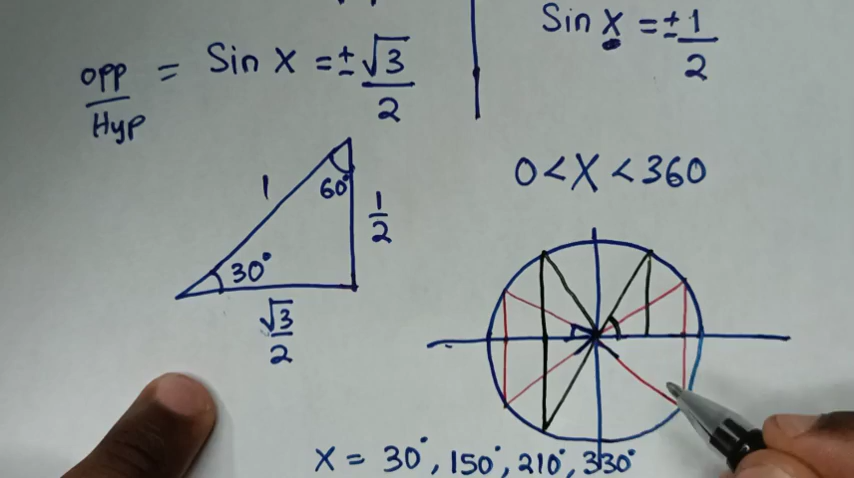 opp/Hyp = Sin X = ±√3/2
Sin x = ±1/2
0 < X < 360
1
60°
1/2
30°
√3/2
X = 30°, 150°, 210°, 330°